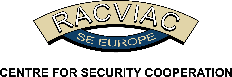 RACVIAC
SE EUROPE
CENTRE FOR SECURITY COOPERATION